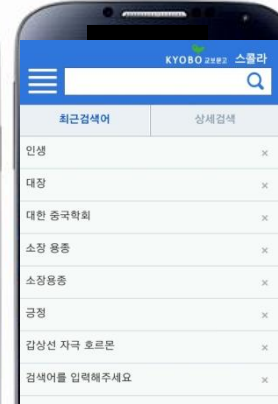 KYOBO 교보문고 스콜라
최근검색어 상세검색
인생
대장
대한 중국학회
소장 용종
소장용종
긍정
갑상선 자극 호르몬
검색어를 입력해주세요